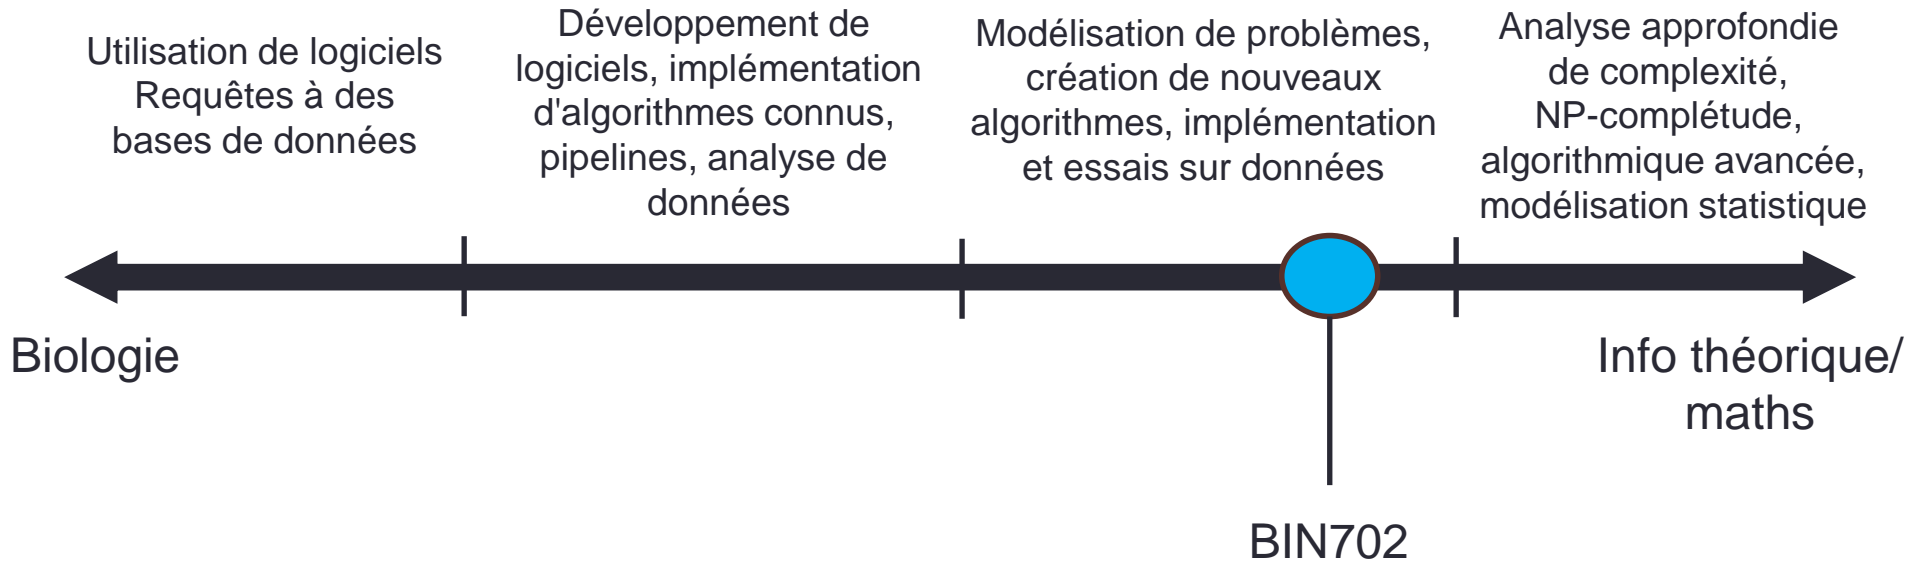 Utilisation de logiciels
Requêtes à des
bases de données
Développement de
logiciels, implémentation
d'algorithmes connus,
pipelines, analyse de
données
Modélisation de problèmes,
création de nouveaux
algorithmes, implémentation
et essais sur données
Analyse approfondie
de complexité,
NP-complétude,
algorithmique avancée,
modélisation statistique
Biologie
Info théorique/
maths
BIN702